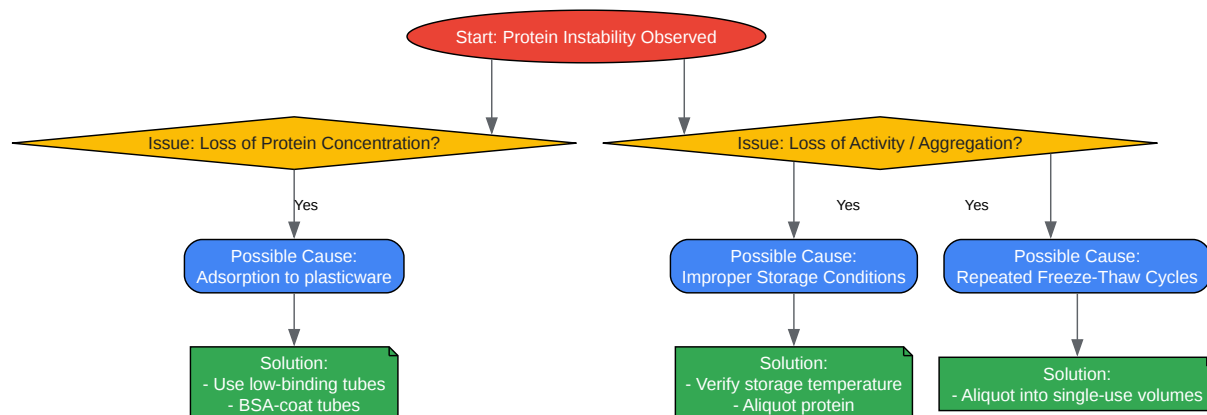 Start: Protein Instability Observed
Issue: Loss of Protein Concentration?
Issue: Loss of Activity / Aggregation?
Yes
Yes
Yes
Possible Cause:
Adsorption to plasticware
Possible Cause:
Improper Storage Conditions
Possible Cause:
Repeated Freeze-Thaw Cycles
Solution:
- Use low-binding tubes
- BSA-coat tubes
Solution:
- Verify storage temperature
- Aliquot protein
Solution:
- Aliquot into single-use volumes